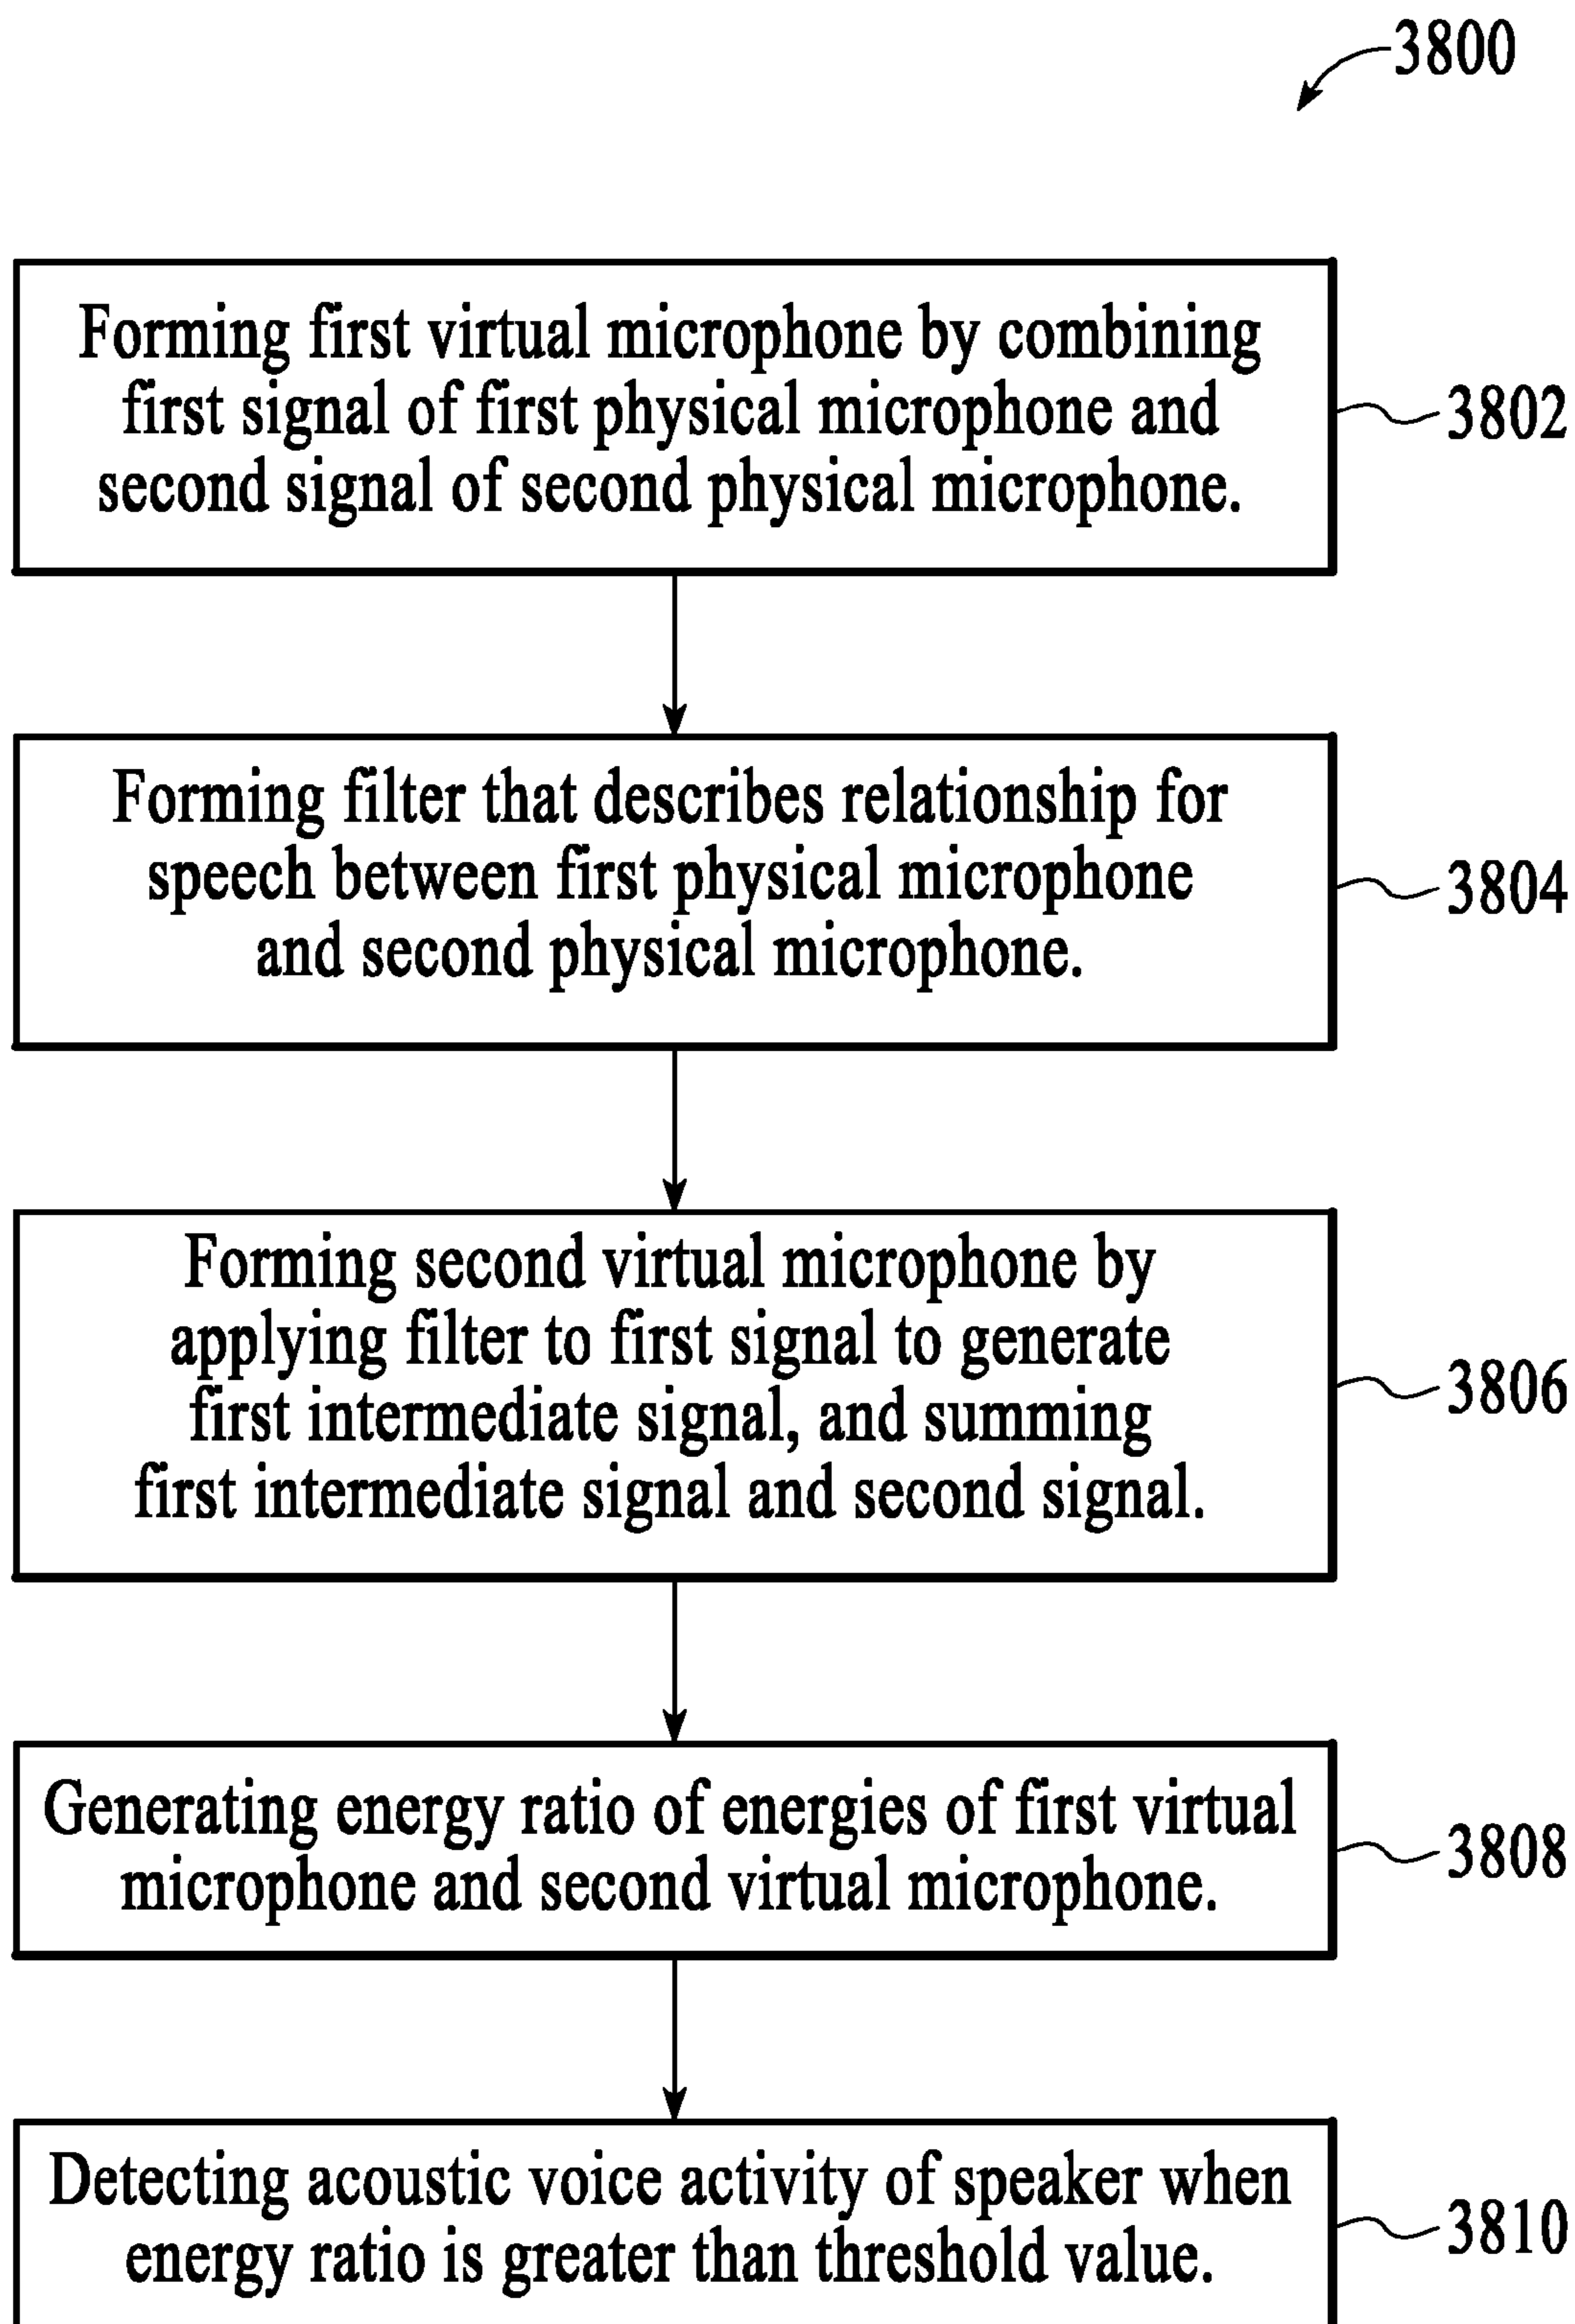 3800
Forming first virtual microphone by combining
first signal of first physical microphone and
second signal of second physical microphone.
3802
Forming filter that describes relationship for
speech between first physical microphone
and second physical microphone.
3804
Forming second virtual microphone by
applying filter to first signal to generate
first intermediate signal, and summing
first intermediate signal and second signal.
3806
Generating energy ratio of energies of first virtual
microphone and second virtual microphone.
3808
Detecting acoustic voice activity of speaker when
energy ratio is greater than threshold value.
3810